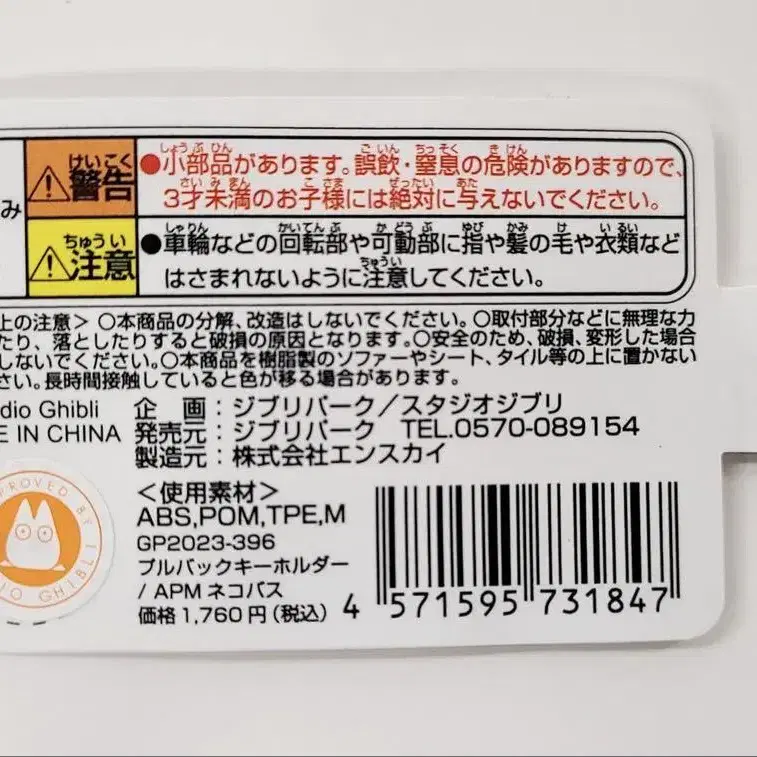 み
警告
●小部品があります。誤飲・窒息の危険がありますので、
3才未満のお子様には絶対に与えないでください。
注意
●車輪などの回転部や可動部に指や髪の毛や衣類など
はさまれないように注意してください。
上の注意＞ ○本商品の分解、改造はしないでください。○取付部分などに無理な力
たり、落としたりすると破損の原因となります。○安全のため、破損、変形した場合
しないでください。○本商品を樹脂製のソファーやシート、タイル等の上に置かない
さい。長時間接触していると色が移る場合があります。
dio Ghibli
E IN CHINA
企　画：ジブリパーク／スタジオジブリ
発売元：ジブリパーク　TEL.0570-089154
製造元：株式会社エンスカイ
PROVED BY
IO GHIBLI
＜使用素材＞
ABS,POM,TPE,M
GP2023-396
プルバックキーホルダー
/ APM ネコバス
価格1,760円（税込）
4 571595 731847